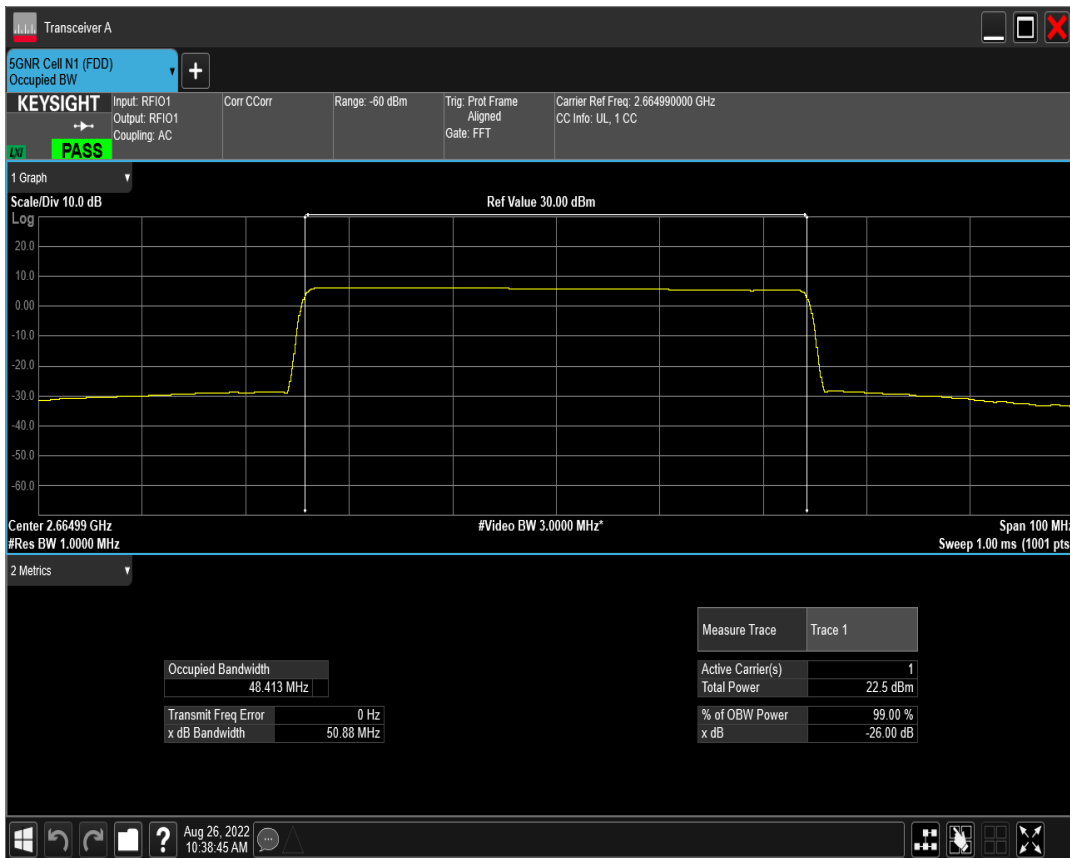 Transceiver A
5GNR Cell N1 (FDD)
Occupied BW
+
KEYSIGHT
LXI
PASS
Input: RFIO1
Output: RFIO1
Coupling: AC
Corr CCorr
Range: -60 dBm
Trig: Prot Frame
Aligned
Gate: FFT
Carrier Ref Freq: 2.664990000 GHz
CC Info: UL, 1 CC
1 Graph
Scale/Div 10.0 dB
Ref Value 30.00 dBm
Log
20.0
10.0
0.00
-10.0
-20.0
-30.0
-40.0
-50.0
-60.0
Center 2.66499 GHz
#Video BW 3.0000 MHz*
Span 100 MHz
#Res BW 1.0000 MHz
Sweep 1.00 ms (1001 pts
2 Metrics
Measure Trace Trace 1
Occupied Bandwidth
48.413 MHz
Active Carrier(s) 1
Total Power 22.5 dBm
Transmit Freq Error 0 Hz
x dB Bandwidth 50.88 MHz
% of OBW Power 99.00 %
x dB -26.00 dB
?
Aug 26, 2022
10:38:45 AM